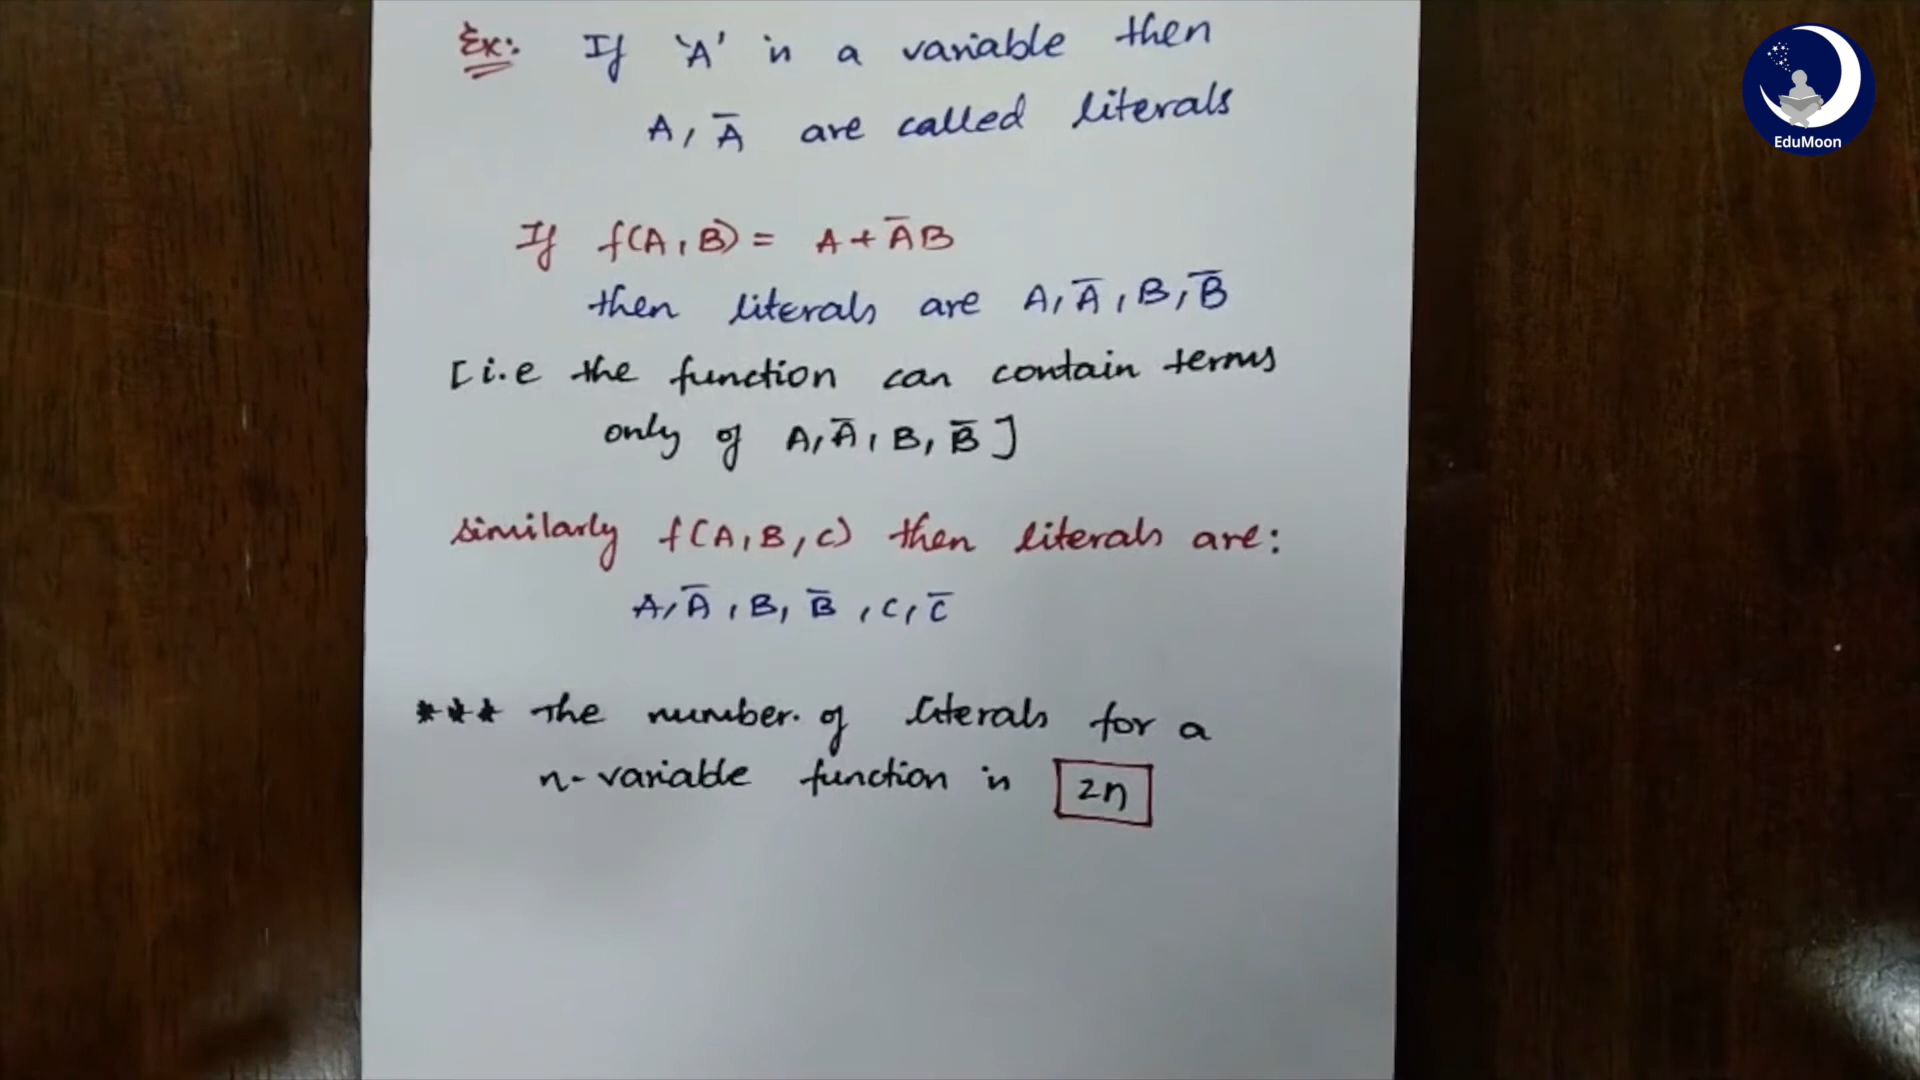 Ex: If 'A' is a variable then
A, A̅ are called literals
If f(A, B) = A + A̅B
then literals are A, A̅, B, B̅
[i.e the function can contain terms
only of A, A̅, B, B̅]
similarly f(A, B, C) then literals are:
A, A̅, B, B̅, C, C̅
*** The number. of literals for a
n-variable function is 2n
EduMoon